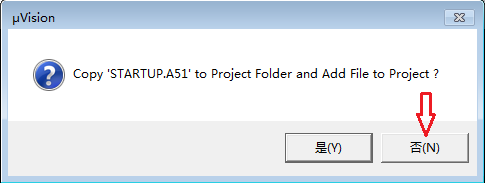 µVision
Copy 'STARTUP.A51' to Project Folder and Add File to Project ?
是(Y)
否(N)